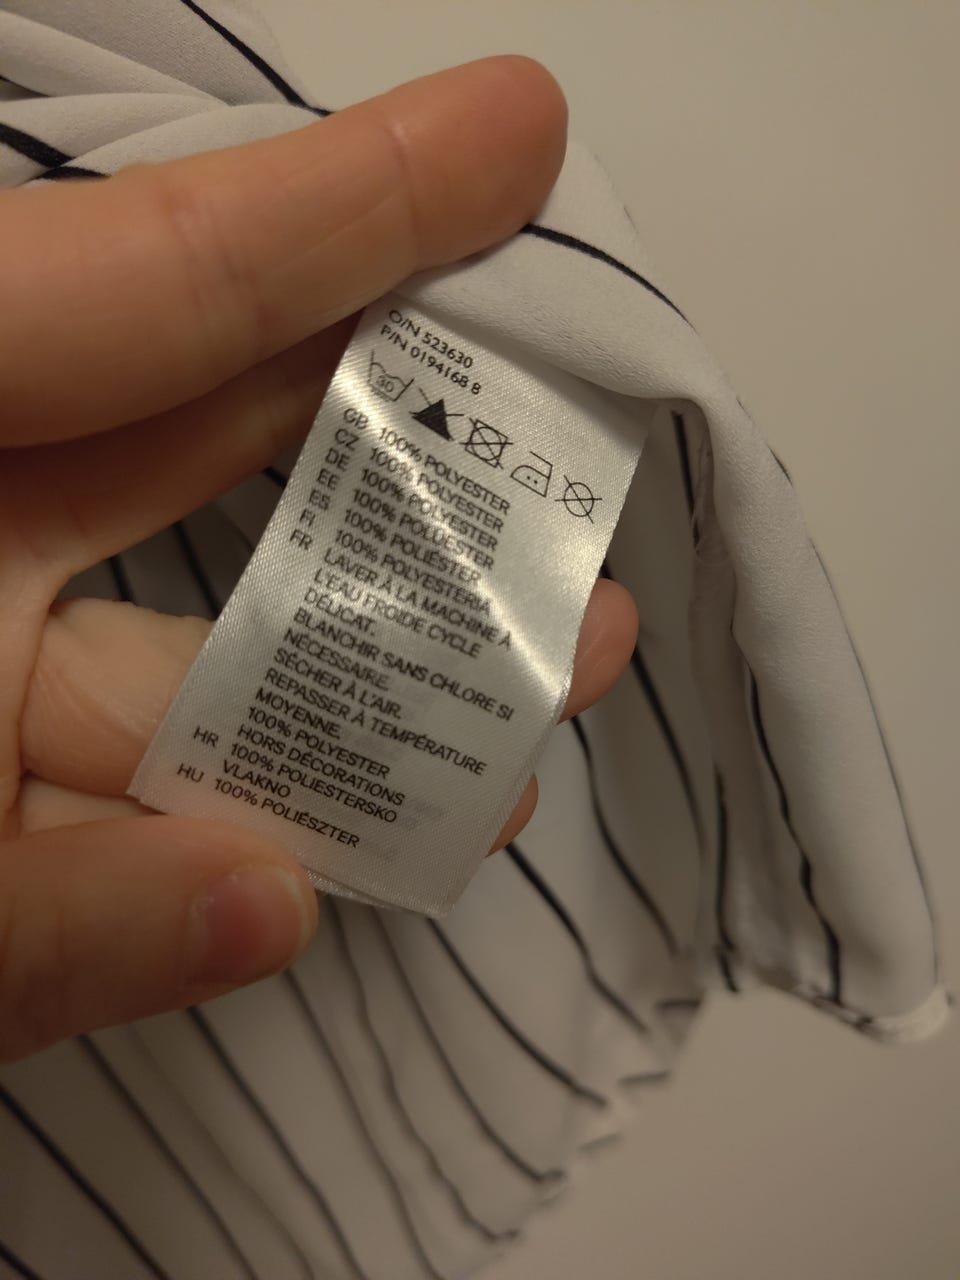 O/N 523630
P/N 0194168 8
30
GB 100% POLYESTER
CZ 100% POLYESTER
DE 100% POLYESTER
EE 100% POLÜESTER
ES 100% POLIÉSTER
FI 100% POLYESTERIA
FR LAVER À LA MACHINE À
L'EAU FROIDE CYCLE
DÉLICAT.
BLANCHIR SANS CHLORE SI
NÉCESSAIRE.
SÉCHER À L'AIR.
REPASSER À TEMPÉRATURE
MOYENNE.
100% POLYESTER
HORS DÉCORATIONS
HR 100% POLIESTERSKO
VLAKNO
HU 100% POLIÉSZTER